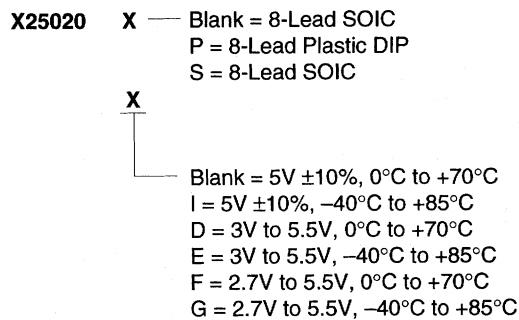 X25020 X Blank = 8-Lead SOIC
P = 8-Lead Plastic DIP
S = 8-Lead SOIC
X
Blank = 5V ±10%, 0°C to +70°C
I = 5V ±10%, –40°C to +85°C
D = 3V to 5.5V, 0°C to +70°C
E = 3V to 5.5V, –40°C to +85°C
F = 2.7V to 5.5V, 0°C to +70°C
G = 2.7V to 5.5V, –40°C to +85°C